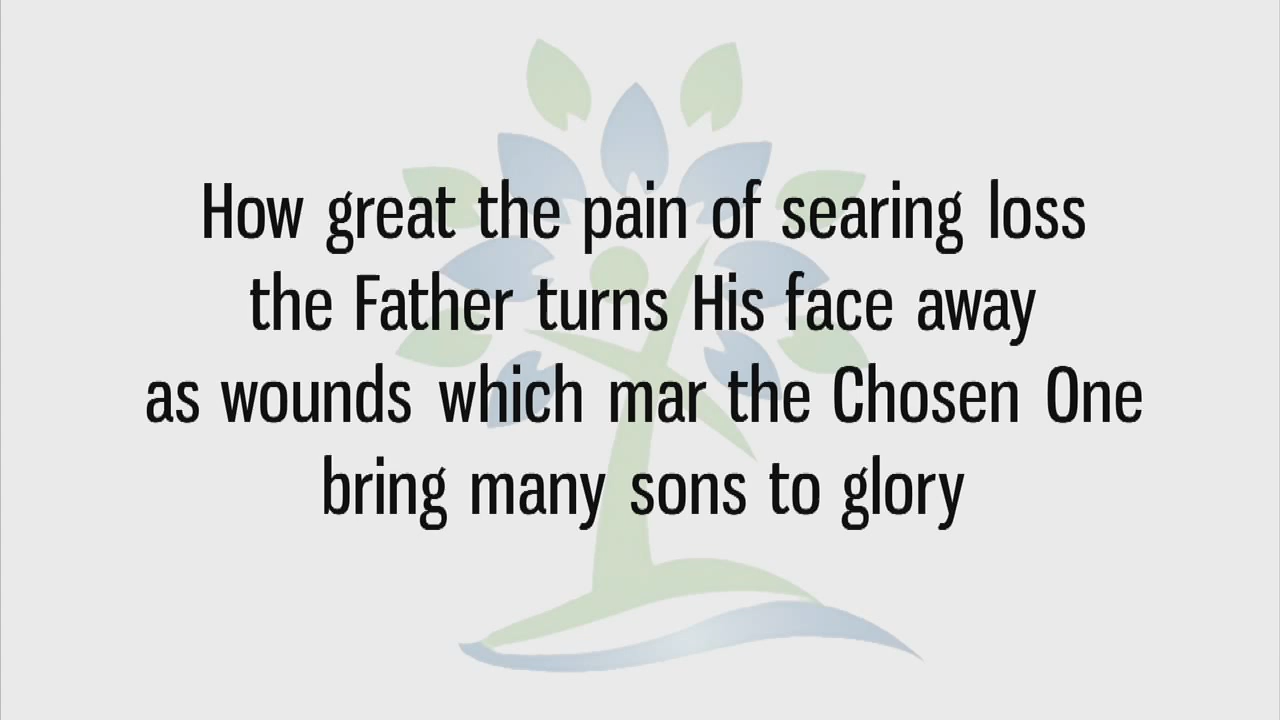 How great the pain of searing loss
the Father turns His face away
as wounds which mar the Chosen One
bring many sons to glory